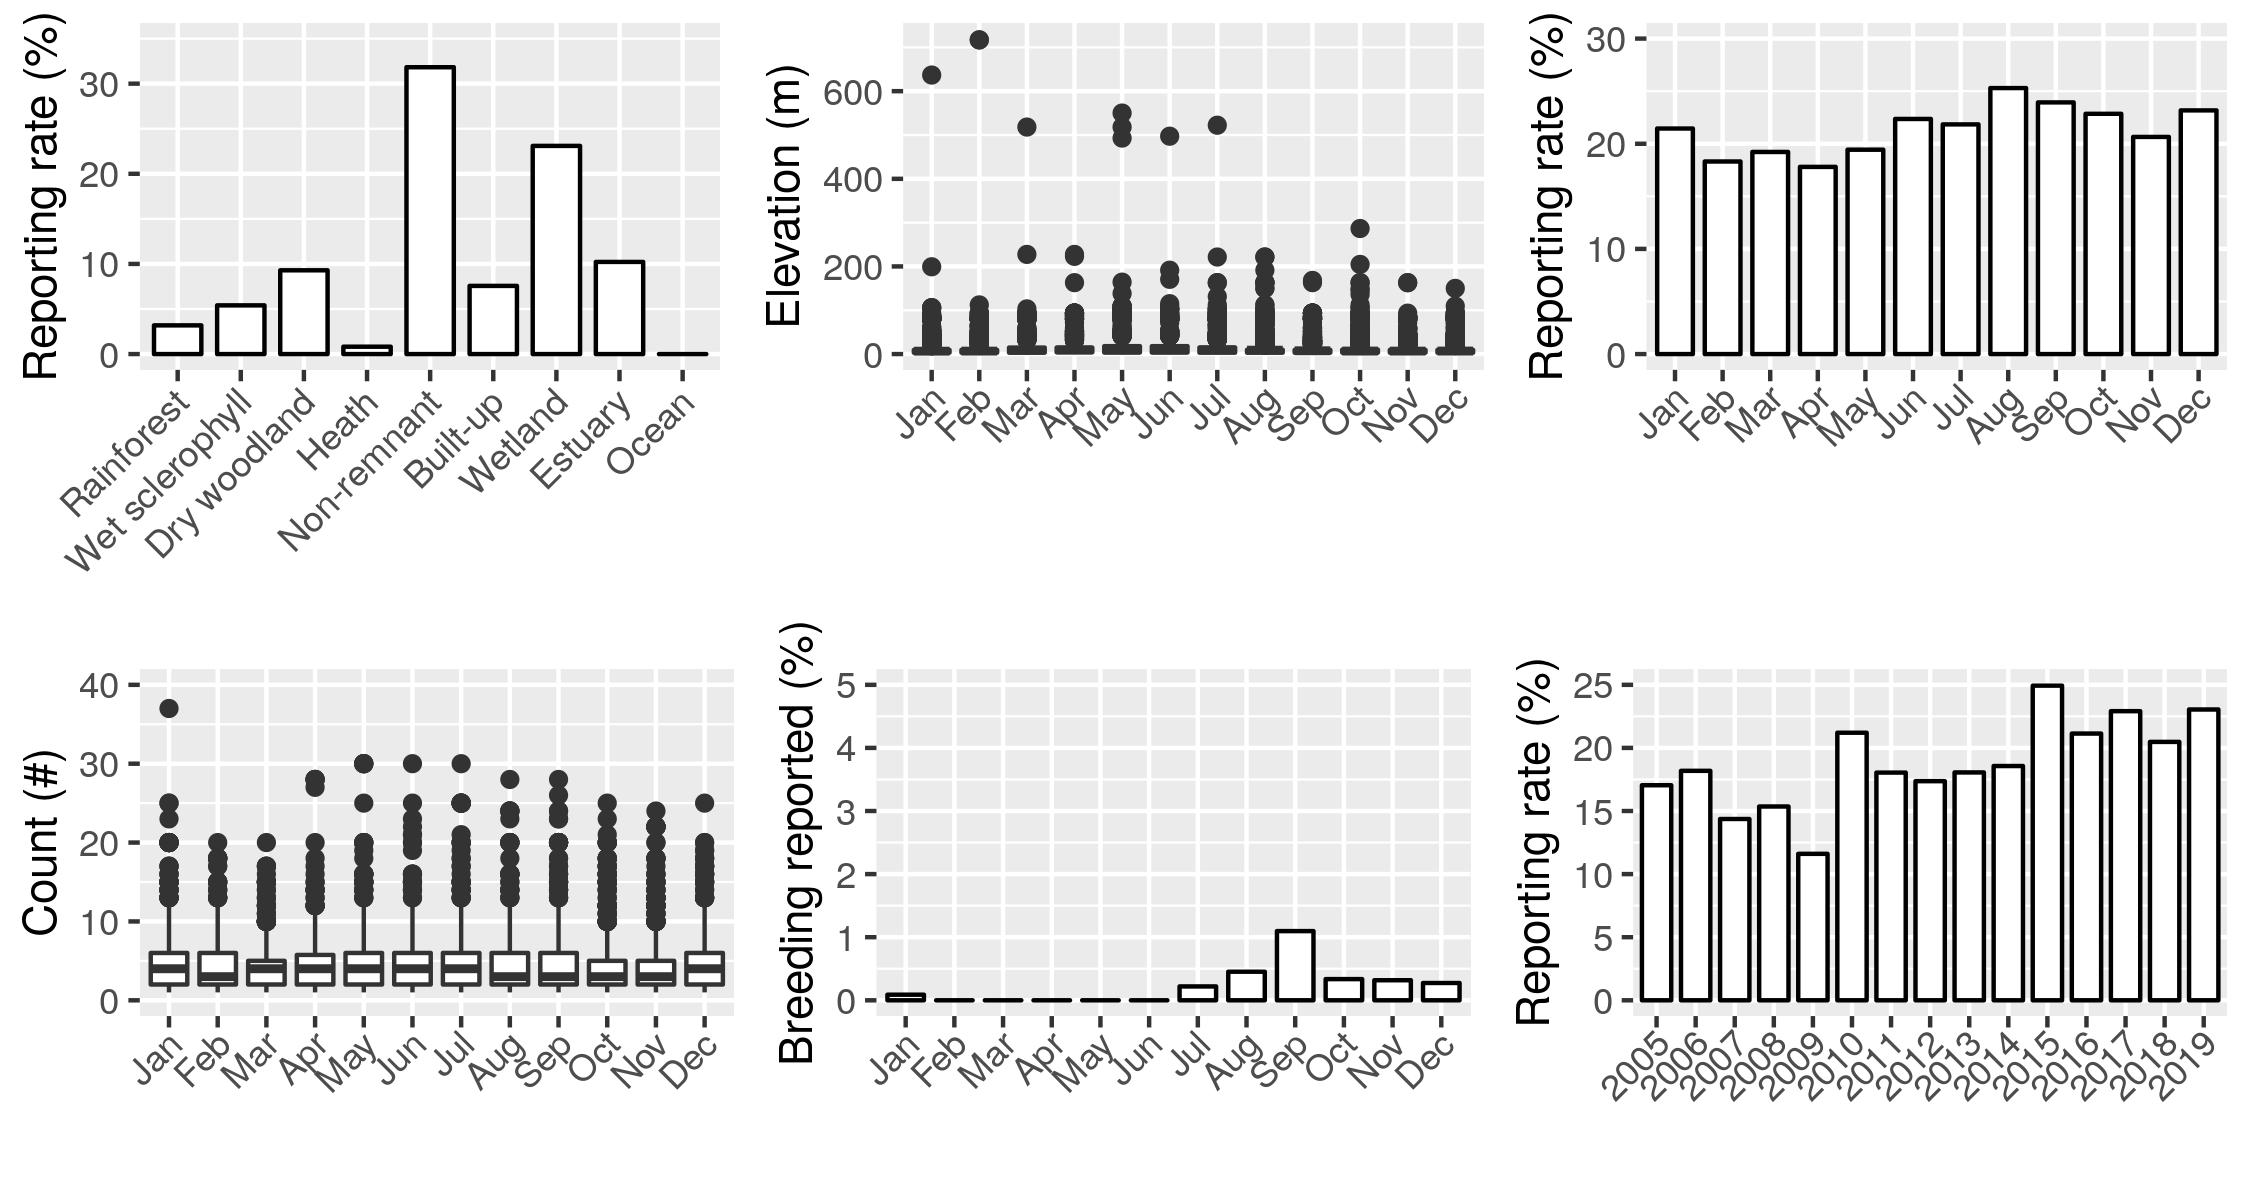 Reporting rate (%)
30
20
10
0
Rainforest
Wet sclerophyll
Dry woodland
Heath
Non-remnant
Built-up
Wetland
Estuary
Ocean
Elevation (m)
600
400
200
0
Jan
Feb
Mar
Apr
May
Jun
Jul
Aug
Sep
Oct
Nov
Dec
Reporting rate (%)
30
20
10
0
Jan
Feb
Mar
Apr
May
Jun
Jul
Aug
Sep
Oct
Nov
Dec
Count (#)
40
30
20
10
0
Jan
Feb
Mar
Apr
May
Jun
Jul
Aug
Sep
Oct
Nov
Dec
Breeding reported (%)
5
4
3
2
1
0
Jan
Feb
Mar
Apr
May
Jun
Jul
Aug
Sep
Oct
Nov
Dec
Reporting rate (%)
25
20
15
10
5
0
2005
2006
2007
2008
2009
2010
2011
2012
2013
2014
2015
2016
2017
2018
2019